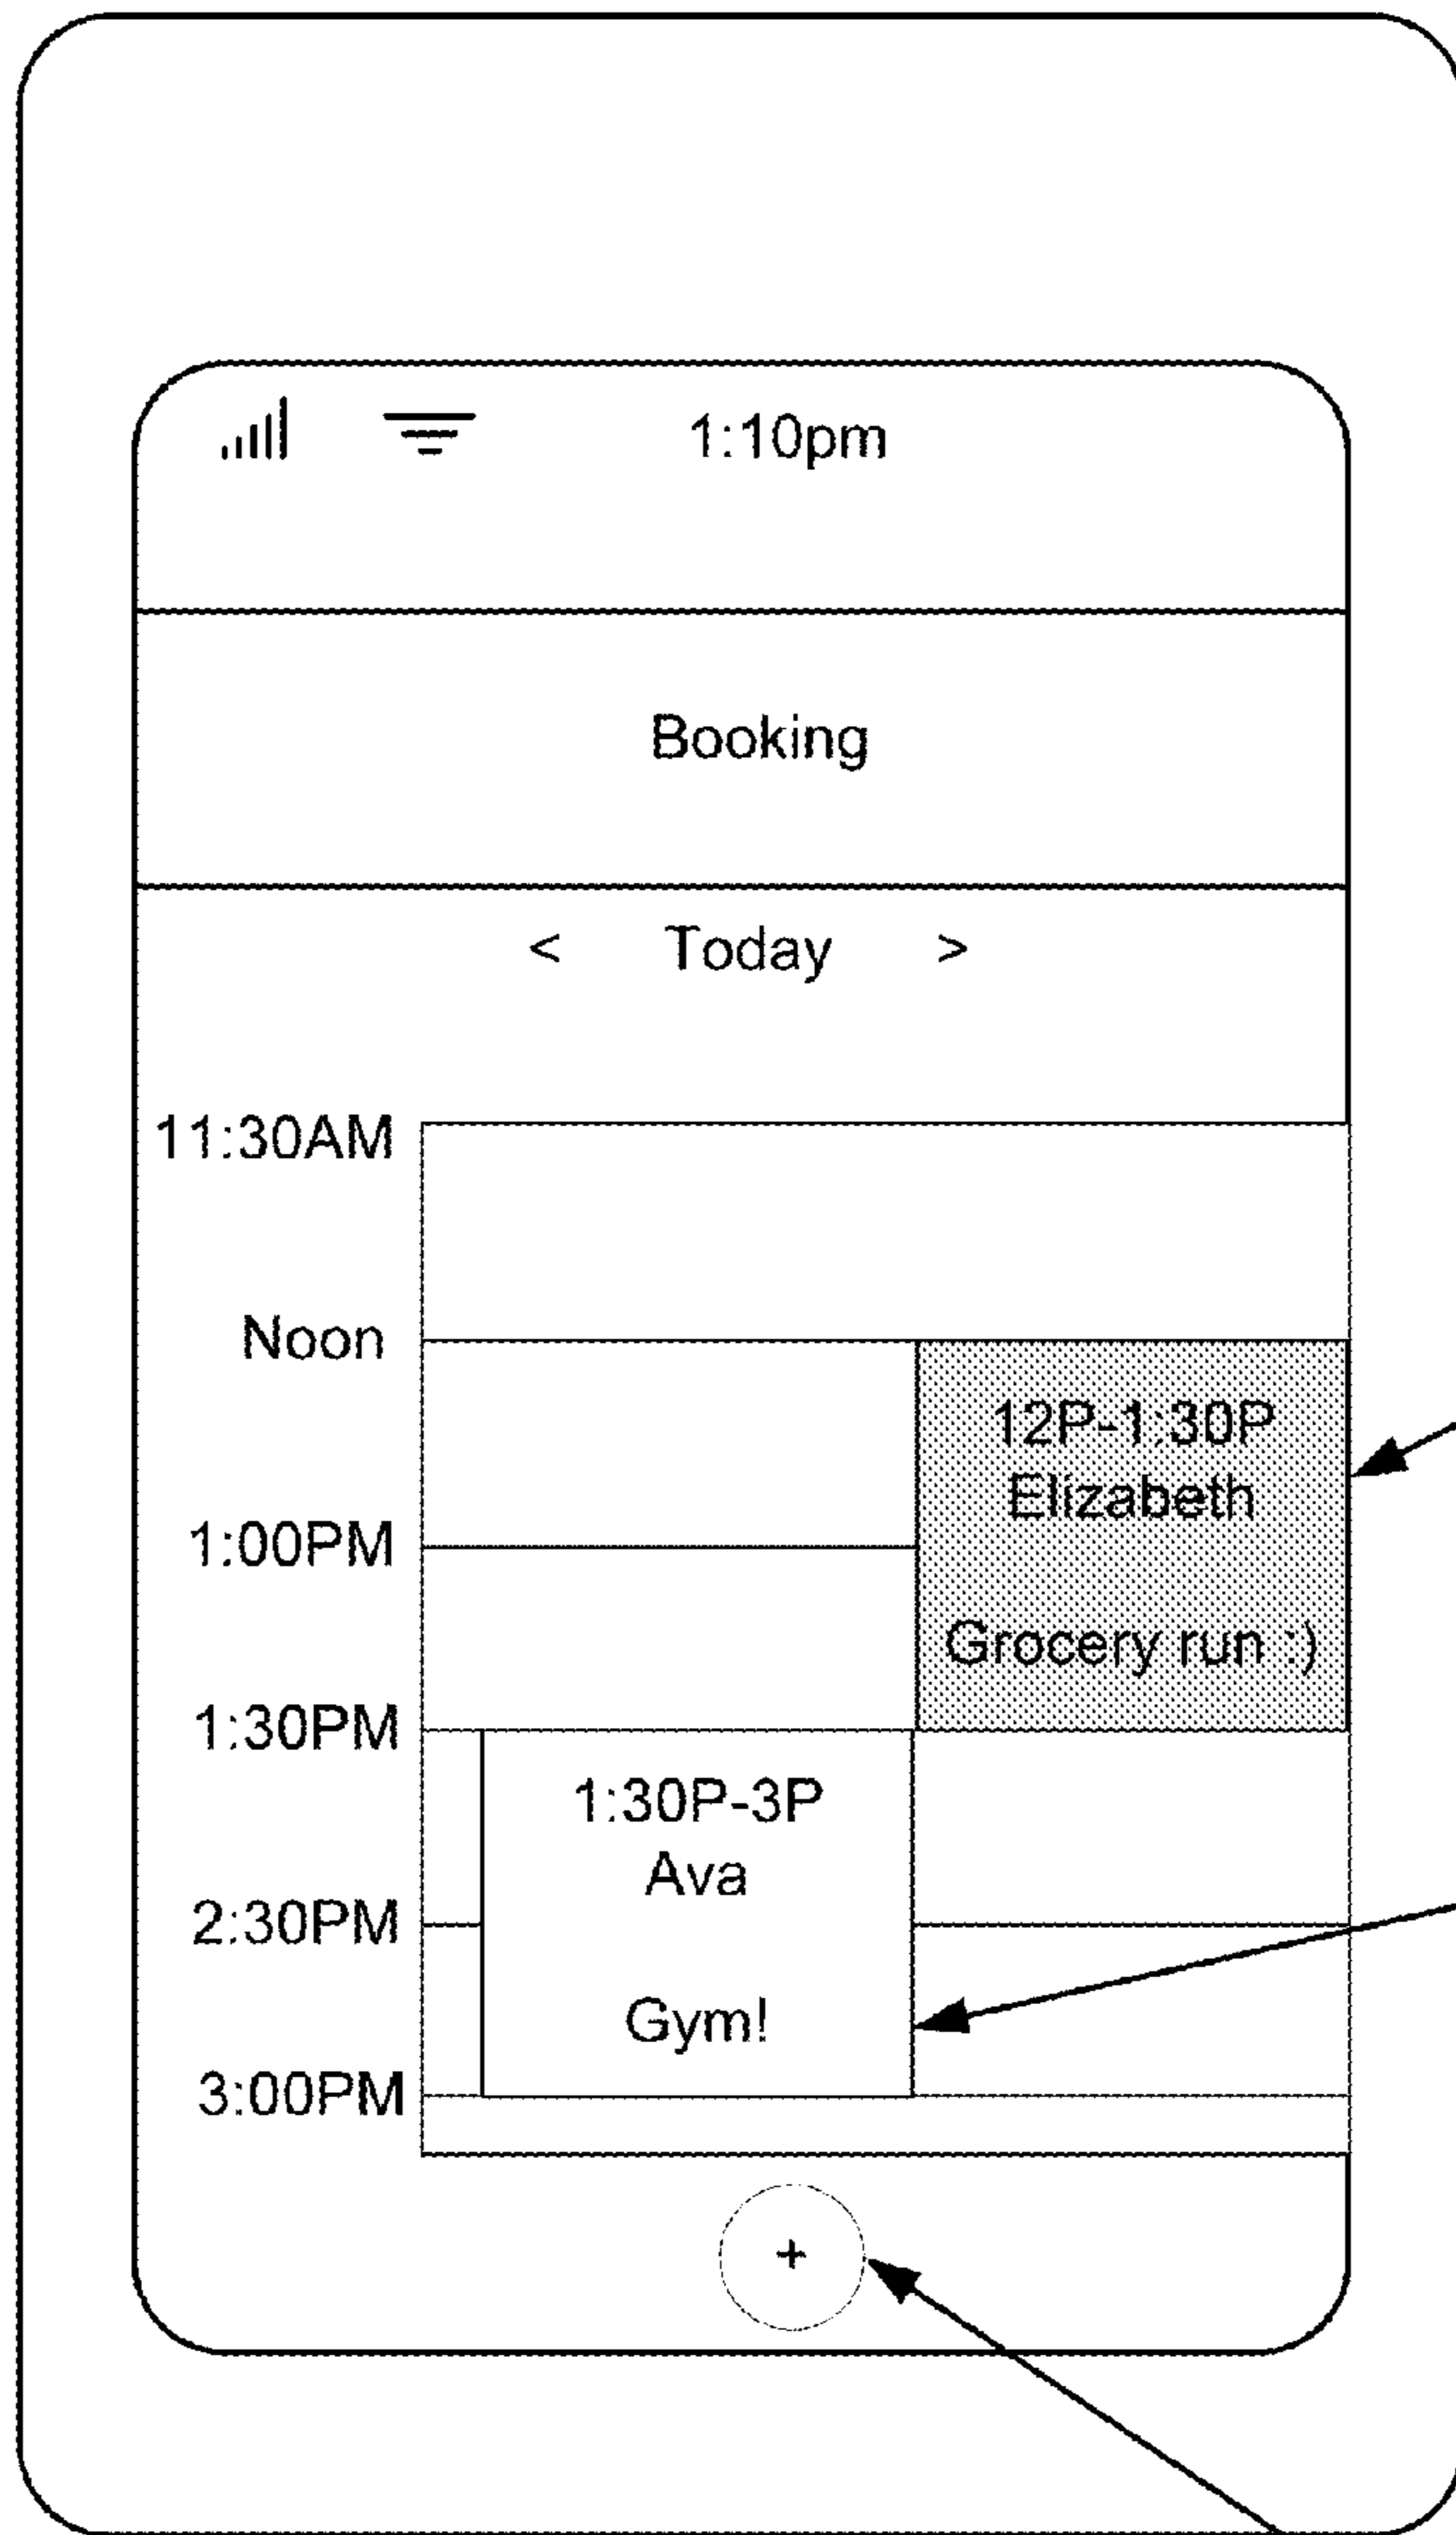 1:10pm
Booking
< Today >
11:30AM
Noon
12P-1:30P
Elizabeth
1:00PM
Grocery run :)
1:30PM
1:30P-3P
Ava
2:30PM
Gym!
3:00PM
+